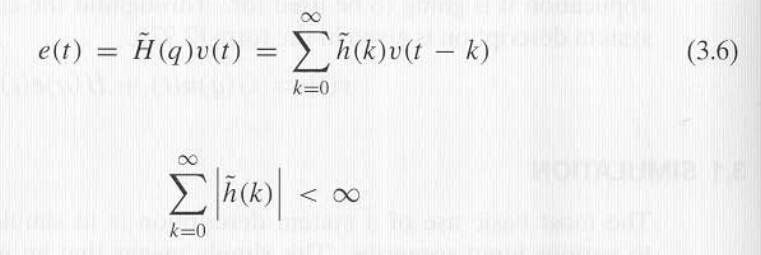 e(t) = H̃(q)v(t) = ∑_{k=0}^{∞} h̃(k)v(t − k) (3.6)
∑_{k=0}^{∞} |h̃(k)| < ∞